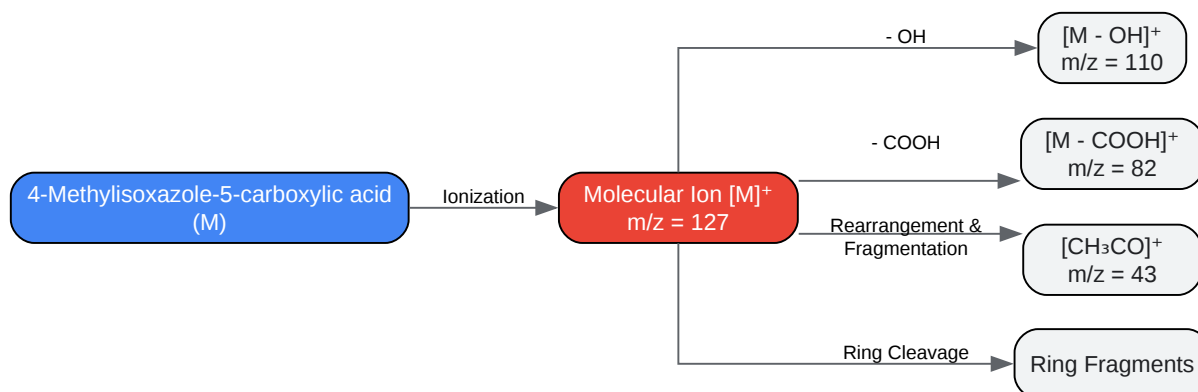 - OH
[M - OH]⁺
m/z = 110
- COOH
[M - COOH]⁺
m/z = 82
4-Methylisoxazole-5-carboxylic acid
(M)
Ionization
Molecular Ion [M]⁺
m/z = 127
Rearrangement &
Fragmentation
[CH₃CO]⁺
m/z = 43
Ring Cleavage
Ring Fragments